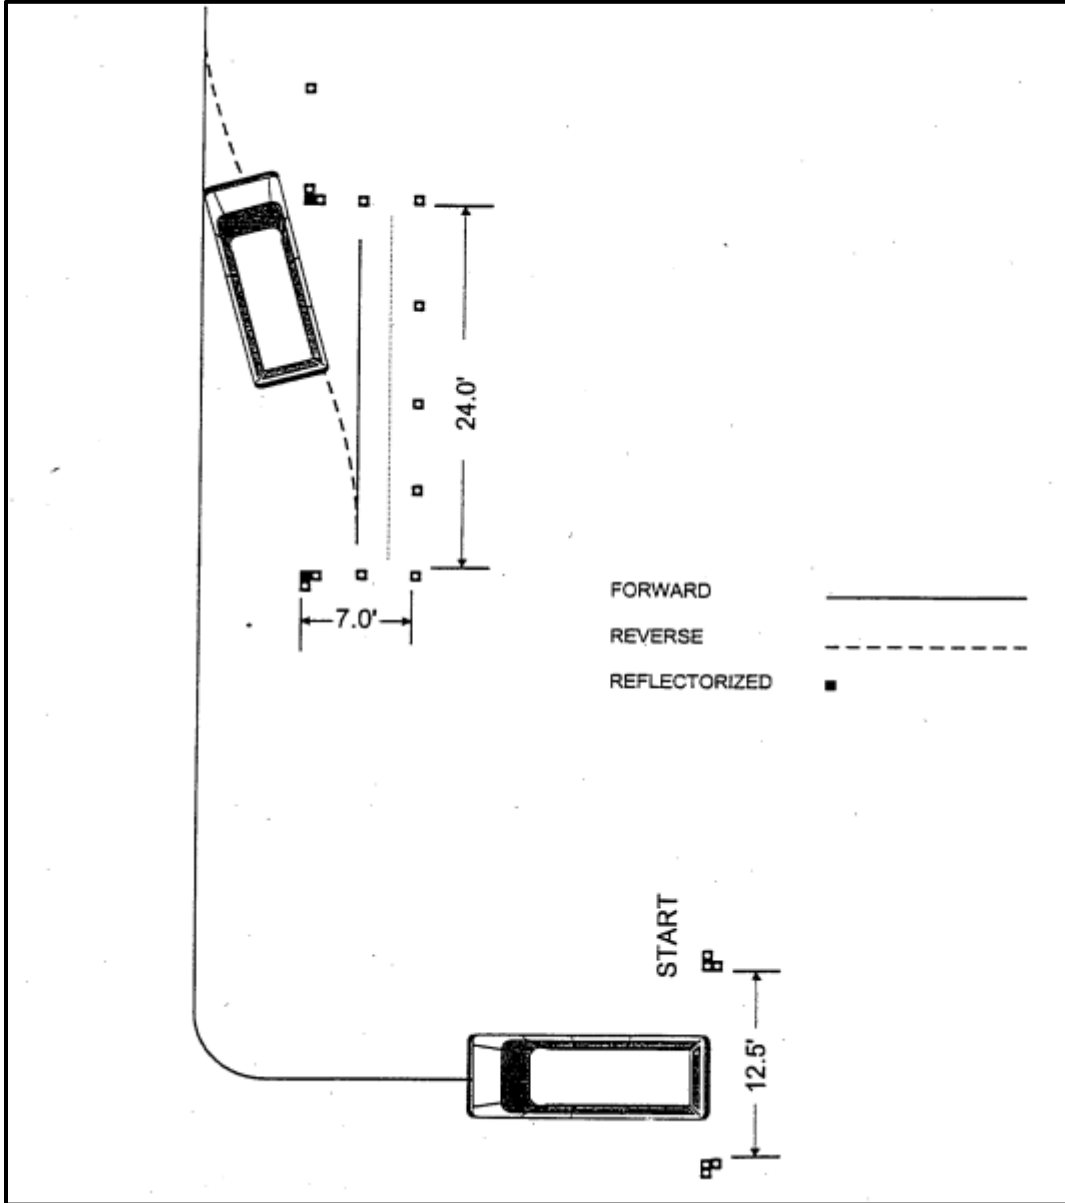 24.0'
7.0'
FORWARD
REVERSE
REFLECTORIZED
START
12.5'